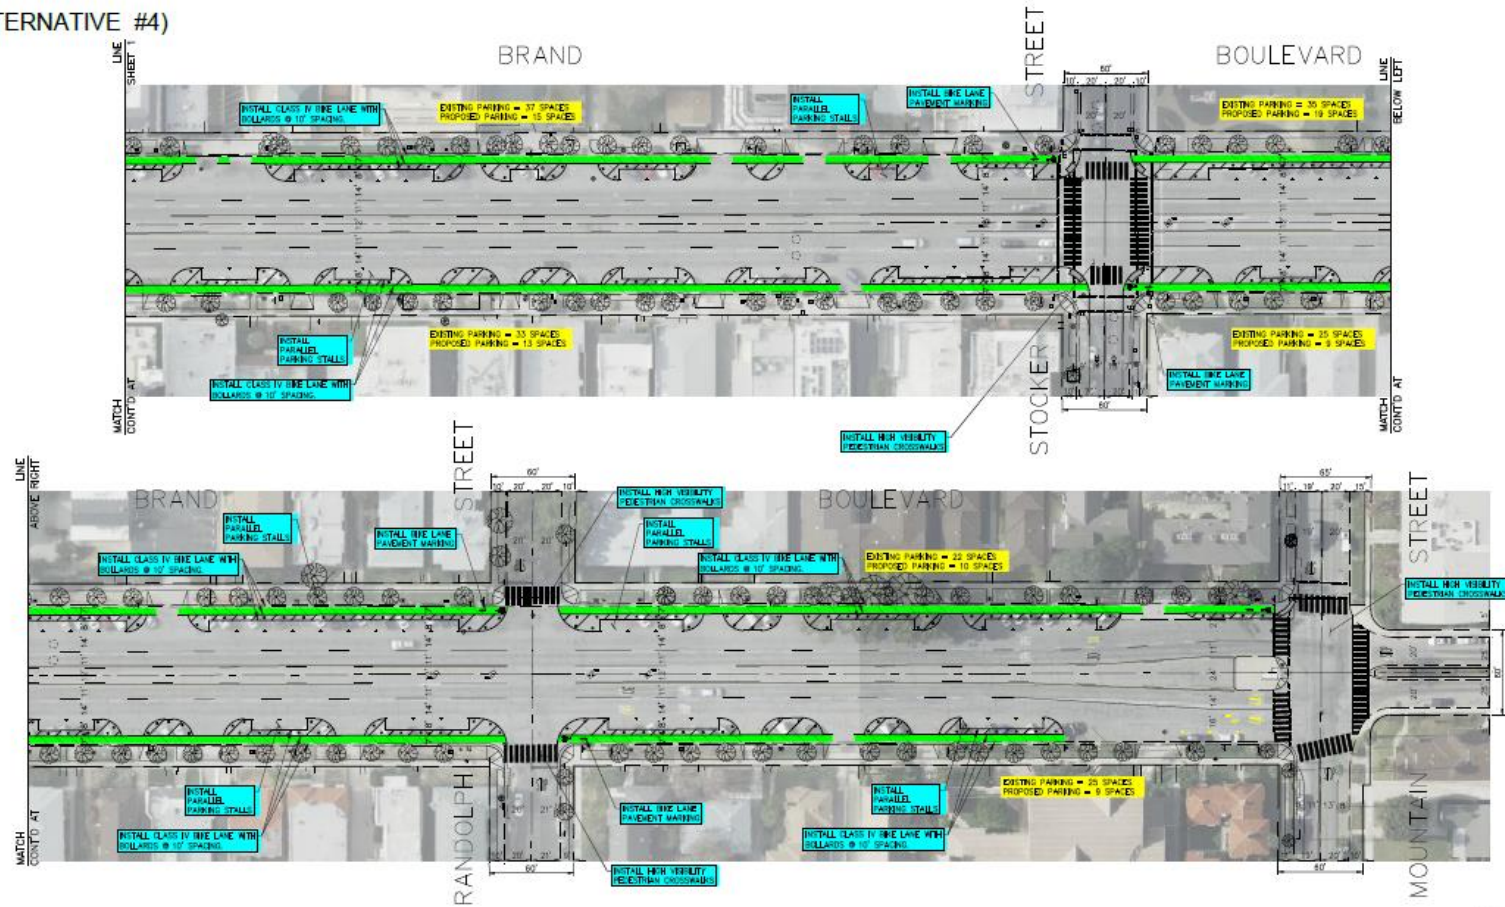 TERNATIVE #4)
LINE
SHEET 1
BRAND
STREET
BOULEVARD
LINE
BELOW LEFT
60'
10' 20' 20' 10'
INSTALL CLASS IV BIKE LANE WITH
BOLLARDS @ 10' SPACING.
EXISTING PARKING = 37 SPACES
PROPOSED PARKING = 15 SPACES
INSTALL
PARALLEL
PARKING STALLS
INSTALL BIKE LANE
PAVEMENT MARKING
EXISTING PARKING = 35 SPACES
PROPOSED PARKING = 19 SPACES
INSTALL
PARALLEL
PARKING STALLS
EXISTING PARKING = 33 SPACES
PROPOSED PARKING = 13 SPACES
EXISTING PARKING = 25 SPACES
PROPOSED PARKING = 9 SPACES
INSTALL CLASS IV BIKE LANE WITH
BOLLARDS @ 10' SPACING.
INSTALL BIKE LANE
PAVEMENT MARKING
MATCH
CONT'D AT
STOCKER
60'
MATCH
CONT'D AT
INSTALL HIGH VISIBILITY
PEDESTRIAN CROSSWALKS
LINE
ABOVE RIGHT
BRAND
STREET
60'
10' 20' 20' 10'
BOULEVARD
65'
11' 19' 20' 15'
STREET
INSTALL HIGH VISIBILITY
PEDESTRIAN CROSSWALKS
INSTALL
PARALLEL
PARKING STALLS
INSTALL BIKE LANE
PAVEMENT MARKING
INSTALL
PARALLEL
PARKING STALLS
INSTALL CLASS IV BIKE LANE WITH
BOLLARDS @ 10' SPACING.
INSTALL CLASS IV BIKE LANE WITH
BOLLARDS @ 10' SPACING.
EXISTING PARKING = 22 SPACES
PROPOSED PARKING = 10 SPACES
INSTALL HIGH VISIBILITY
PEDESTRIAN CROSSWALKS
INSTALL
PARALLEL
PARKING STALLS
INSTALL CLASS IV BIKE LANE WITH
BOLLARDS @ 10' SPACING.
INSTALL BIKE LANE
PAVEMENT MARKING
INSTALL
PARALLEL
PARKING STALLS
EXISTING PARKING = 25 SPACES
PROPOSED PARKING = 9 SPACES
INSTALL CLASS IV BIKE LANE WITH
BOLLARDS @ 10' SPACING.
MATCH
CONT'D AT
RANDOLPH
60'
INSTALL HIGH VISIBILITY
PEDESTRIAN CROSSWALKS
60'
MOUNTAIN